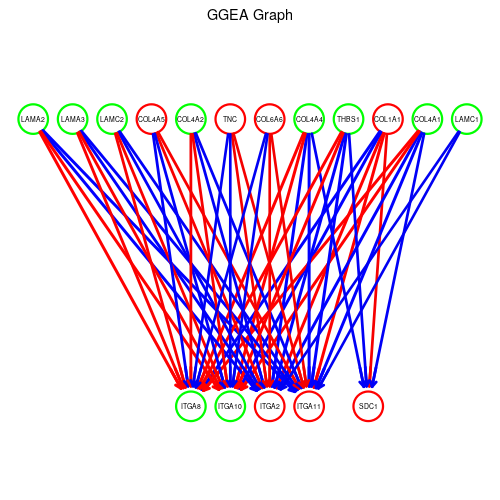 GGEA Graph
LAMA2 LAMA3 LAMC2 COL4A5 COL4A2 TNC COL6A6 COL4A4 THBS1 COL1A1 COL4A1 LAMC1
ITGA8 ITGA10 ITGA2 ITGA11 SDC1